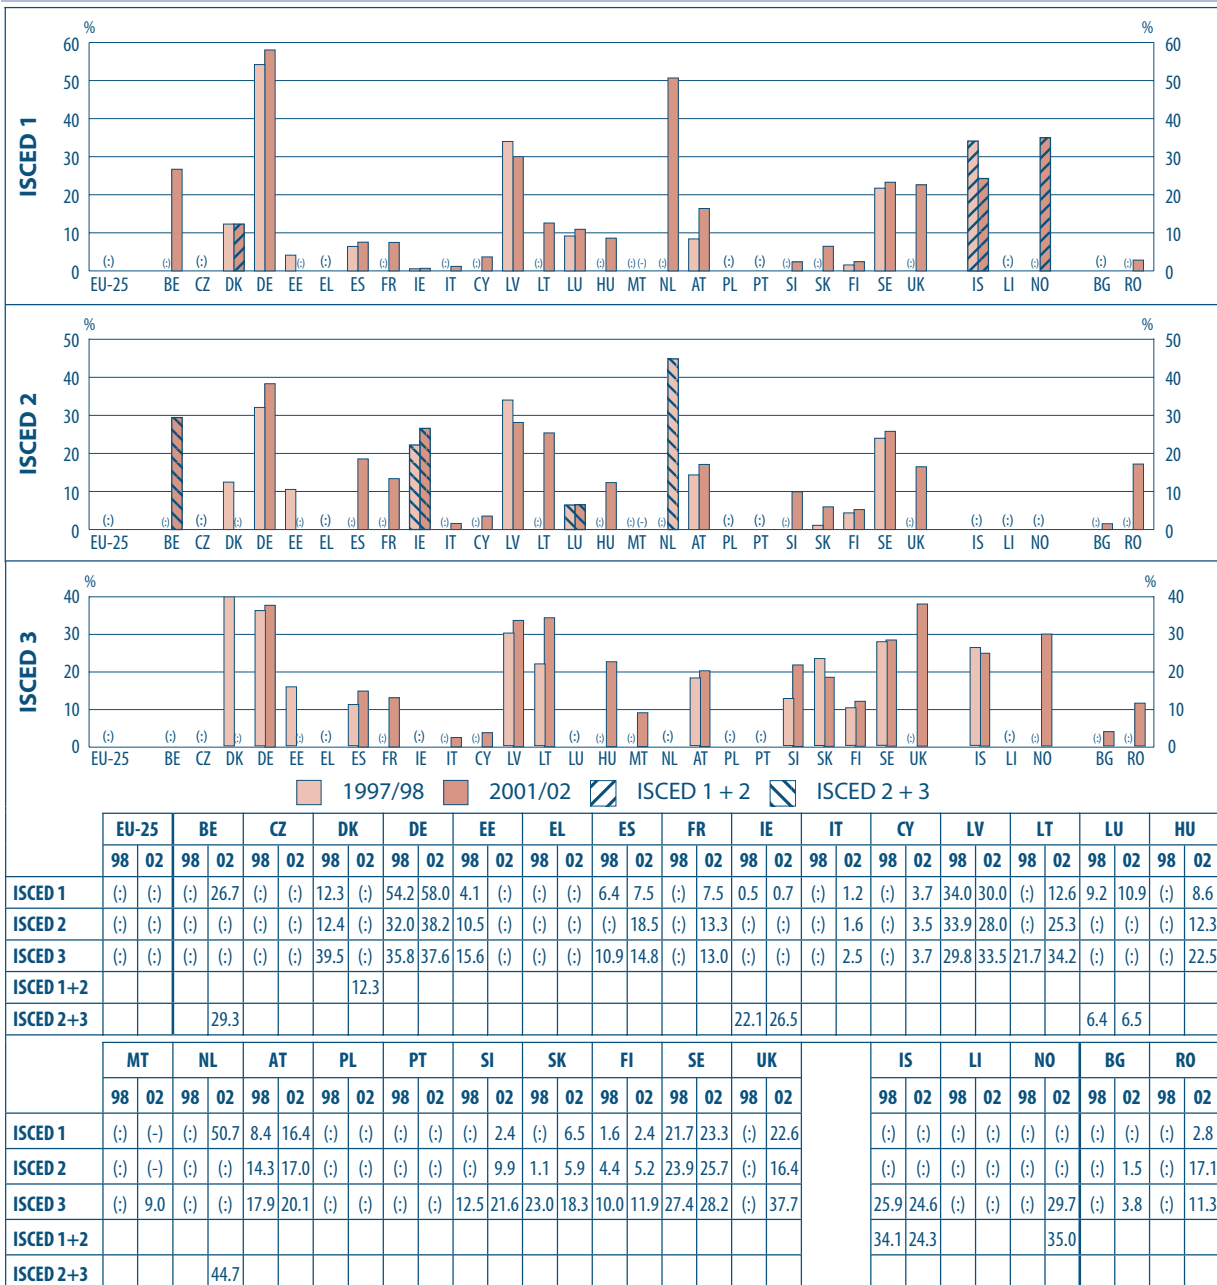 % %
60 60
50 50
40 40
30 30
20 20
10 10
0 0
ISCED 1
(:) (:) (:) (:) (:) (:) (:) (:) (:) (:) (-) (:) (:) (:) (:) (:) (:) (:) (:) (:) (:)
EU-25 BE CZ DK DE EE EL ES FR IE IT CY LV LT LU HU MT NL AT PL PT SI SK FI SE UK IS LI NO BG RO
% %
50 50
40 40
30 30
20 20
10 10
0 0
ISCED 2
(:) (:) (:) (:) (:) (:) (:) (:) (:) (:) (:) (:) (:) (-) (:) (:) (:) (:) (:) (:) (:) (:) (:) (:)
EU-25 BE CZ DK DE EE EL ES FR IE IT CY LV LT LU HU MT NL AT PL PT SI SK FI SE UK IS LI NO BG RO
% %
40 40
30 30
20 20
10 10
0 0
ISCED 3
(:) (:) (:) (:) (:) (:) (:) (:) (:) (:) (:) (:) (:) (:) (:) (:) (:) (:) (:) (:) (:)
EU-25 BE CZ DK DE EE EL ES FR IE IT CY LV LT LU HU MT NL AT PL PT SI SK FI SE UK IS LI NO BG RO
1997/98 2001/02 ISCED 1 + 2 ISCED 2 + 3
EU-25 BE CZ DK DE EE EL ES FR IE IT CY LV LT LU HU
98 02 98 02 98 02 98 02 98 02 98 02 98 02 98 02 98 02 98 02 98 02 98 02 98 02 98 02 98 02 98 02
ISCED 1 (:) (:) (:) 26.7 (:) (:) 12.3 (:) 54.2 58.0 4.1 (:) (:) (:) 6.4 7.5 (:) 7.5 0.5 0.7 (:) 1.2 (:) 3.7 34.0 30.0 (:) 12.6 9.2 10.9 (:) 8.6
ISCED 2 (:) (:) (:) (:) (:) (:) 12.4 (:) 32.0 38.2 10.5 (:) (:) (:) (:) 18.5 (:) 13.3 (:) (:) (:) 1.6 (:) 3.5 33.9 28.0 (:) 25.3 (:) (:) (:) 12.3
ISCED 3 (:) (:) (:) (:) (:) (:) 39.5 (:) 35.8 37.6 15.6 (:) (:) (:) 10.9 14.8 (:) 13.0 (:) (:) (:) 2.5 (:) 3.7 29.8 33.5 21.7 34.2 (:) (:) (:) 22.5
ISCED 1+2 12.3
ISCED 2+3 29.3 22.1 26.5 6.4 6.5
MT NL AT PL PT SI SK FI SE UK IS LI NO BG RO
98 02 98 02 98 02 98 02 98 02 98 02 98 02 98 02 98 02 98 02 98 02 98 02 98 02 98 02 98 02
ISCED 1 (:) (-) (:) 50.7 8.4 16.4 (:) (:) (:) (:) (:) 2.4 (:) 6.5 1.6 2.4 21.7 23.3 (:) 22.6 (:) (:) (:) (:) (:) (:) (:) (:) (:) 2.8
ISCED 2 (:) (-) (:) (:) 14.3 17.0 (:) (:) (:) (:) (:) 9.9 1.1 5.9 4.4 5.2 23.9 25.7 (:) 16.4 (:) (:) (:) (:) (:) (:) (:) 1.5 (:) 17.1
ISCED 3 (:) 9.0 (:) (:) 17.9 20.1 (:) (:) (:) (:) 12.5 21.6 23.0 18.3 10.0 11.9 27.4 28.2 (:) 37.7 25.9 24.6 (:) (:) (:) 29.7 (:) 3.8 (:) 11.3
ISCED 1+2 34.1 24.3 35.0
ISCED 2+3 44.7